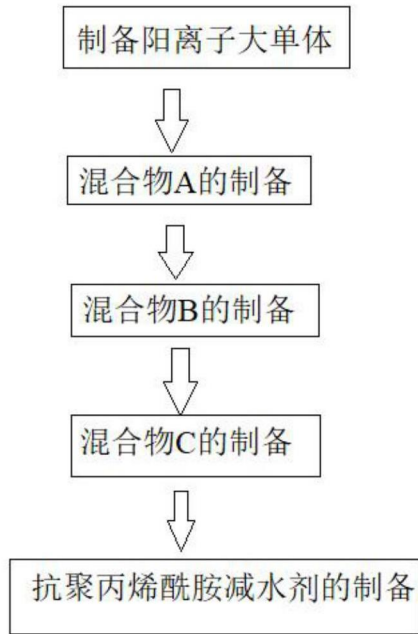 制备阳离子大单体
混合物A的制备
混合物B的制备
混合物C的制备
抗聚丙烯酰胺减水剂的制备